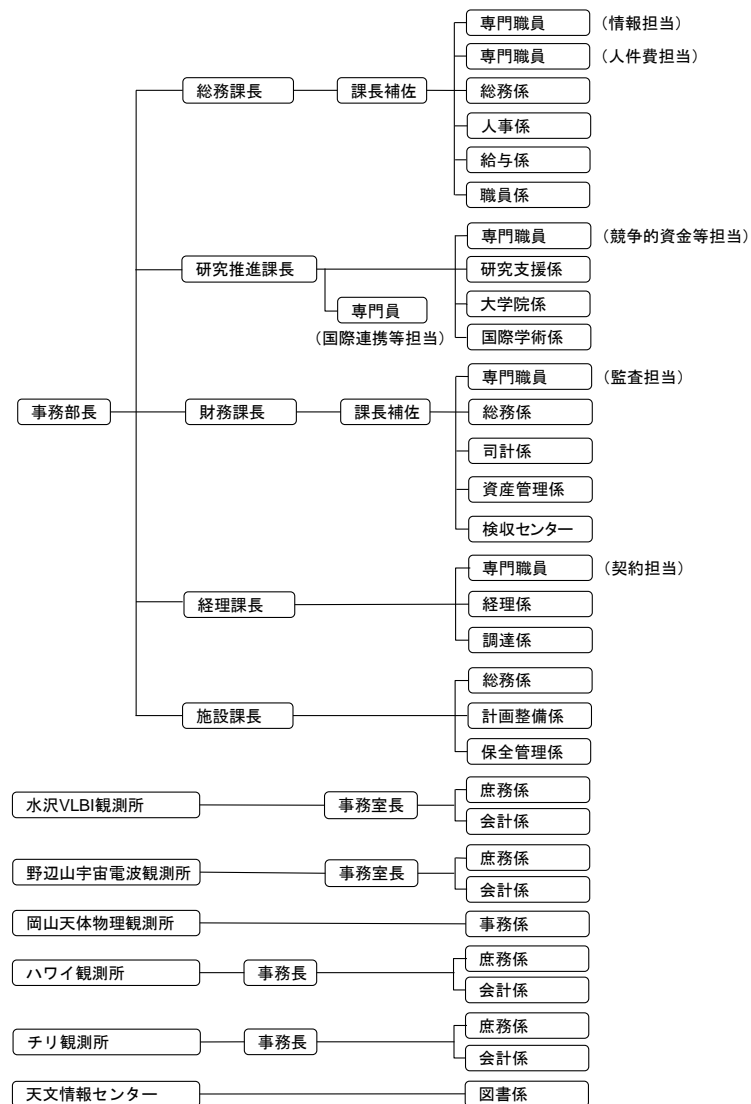 専門職員 （情報担当）
専門職員 （人件費担当）
総務課長 課長補佐 総務係
人事係
給与係
職員係
専門職員 （競争的資金等担当）
研究推進課長 研究支援係
専門員 大学院係
（国際連携等担当） 国際学術係
専門職員 （監査担当）
事務部長 財務課長 課長補佐 総務係
司計係
資産管理係
検収センター
専門職員 （契約担当）
経理課長 経理係
調達係
総務係
施設課長 計画整備係
保全管理係
水沢VLBI観測所 事務室長 庶務係
会計係
野辺山宇宙電波観測所 事務室長 庶務係
会計係
岡山天体物理観測所 事務係
ハワイ観測所 事務長 庶務係
会計係
チリ観測所 事務長 庶務係
会計係
天文情報センター 図書係